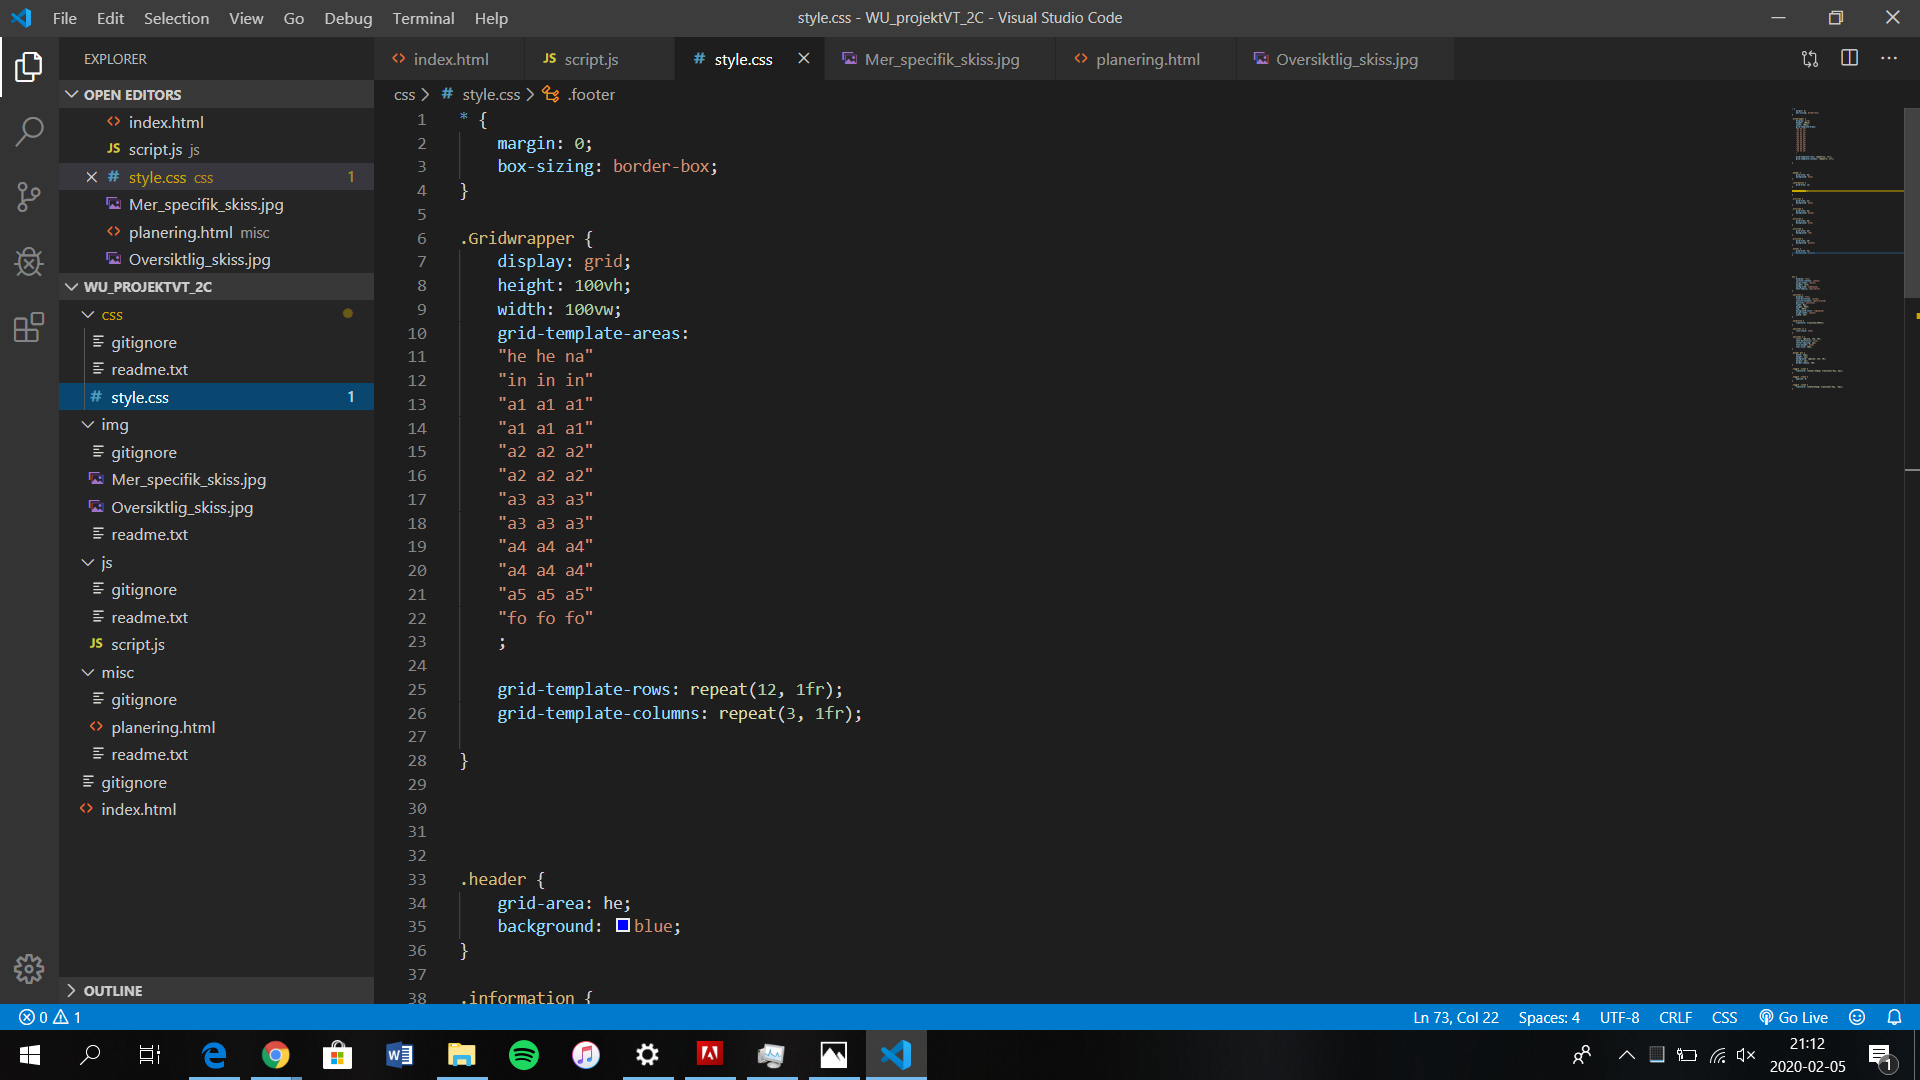 File Edit Selection View Go Debug Terminal Help
style.css - WU_projektVT_2C - Visual Studio Code
EXPLORER
index.html
JS script.js
# style.css
Mer_specifik_skiss.jpg
planering.html
Oversiktlig_skiss.jpg
OPEN EDITORS
index.html
JS script.js js
# style.css css 1
Mer_specifik_skiss.jpg
planering.html misc
Oversiktlig_skiss.jpg
WU_PROJEKTVT_2C
css
gitignore
readme.txt
# style.css 1
img
gitignore
Mer_specifik_skiss.jpg
Oversiktlig_skiss.jpg
readme.txt
js
gitignore
readme.txt
JS script.js
misc
gitignore
planering.html
readme.txt
gitignore
index.html
OUTLINE
css > # style.css > .footer
1 * {
2 margin: 0;
3 box-sizing: border-box;
4 }
5
6 .Gridwrapper {
7 display: grid;
8 height: 100vh;
9 width: 100vw;
10 grid-template-areas:
11 "he he na"
12 "in in in"
13 "a1 a1 a1"
14 "a1 a1 a1"
15 "a2 a2 a2"
16 "a2 a2 a2"
17 "a3 a3 a3"
18 "a3 a3 a3"
19 "a4 a4 a4"
20 "a4 a4 a4"
21 "a5 a5 a5"
22 "fo fo fo"
23 ;
24
25 grid-template-rows: repeat(12, 1fr);
26 grid-template-columns: repeat(3, 1fr);
27
28 }
29
30
31
32
33 .header {
34 grid-area: he;
35 background: blue;
36 }
37
38 .information {
0 1
Ln 73, Col 22 Spaces: 4 UTF-8 CRLF CSS Go Live
21:12
2020-02-05
1